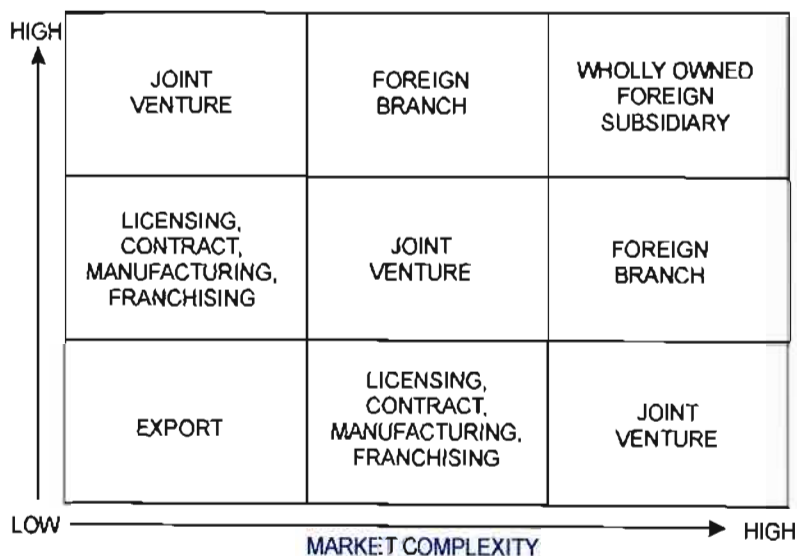 HIGH
JOINT
VENTURE
FOREIGN
BRANCH
WHOLLY OWNED
FOREIGN
SUBSIDIARY
LICENSING,
CONTRACT,
MANUFACTURING,
FRANCHISING
JOINT
VENTURE
FOREIGN
BRANCH
EXPORT
LICENSING,
CONTRACT,
MANUFACTURING,
FRANCHISING
JOINT
VENTURE
LOW
HIGH
MARKET COMPLEXITY